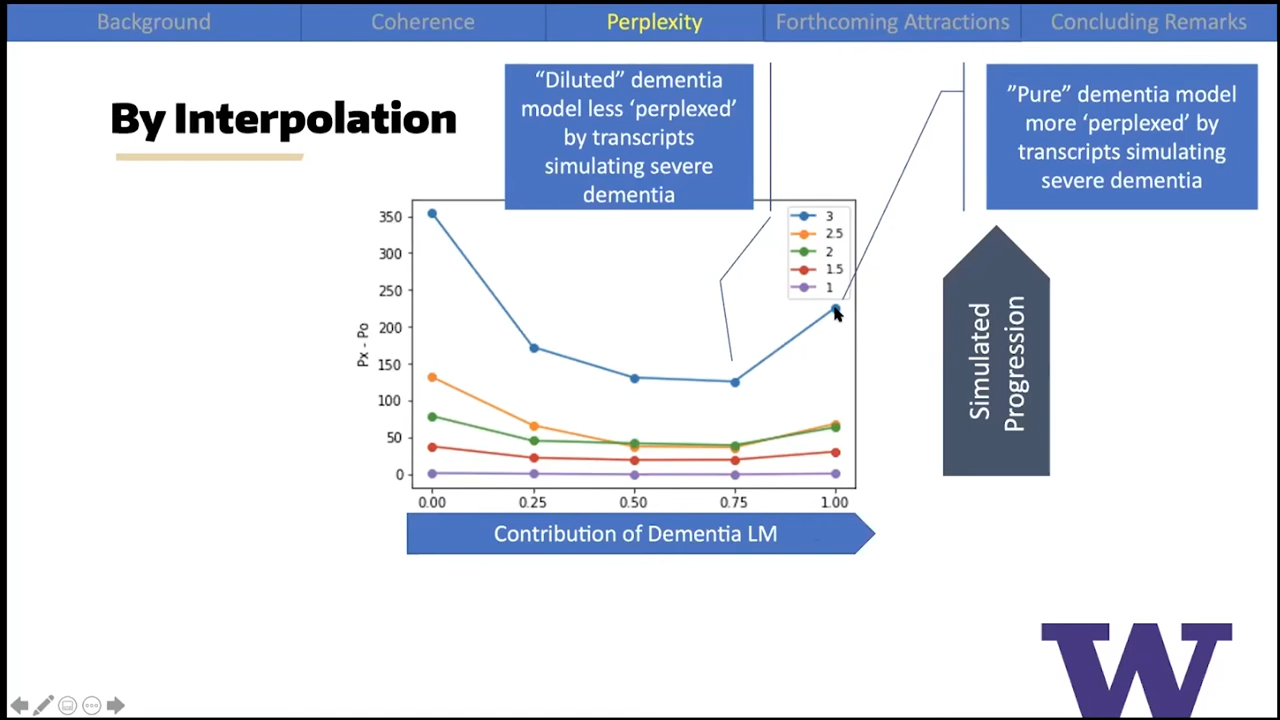 Background
Coherence
Perplexity
Forthcoming Attractions
Concluding Remarks
By Interpolation
“Diluted” dementia
model less ‘perplexed’
by transcripts
simulating severe
dementia
”Pure” dementia model
more ‘perplexed’ by
transcripts simulating
severe dementia
350
300
250
200
150
100
50
0
Px - Po
3
2.5
2
1.5
1
0.00
0.25
0.50
0.75
1.00
Contribution of Dementia LM
Simulated
Progression
W